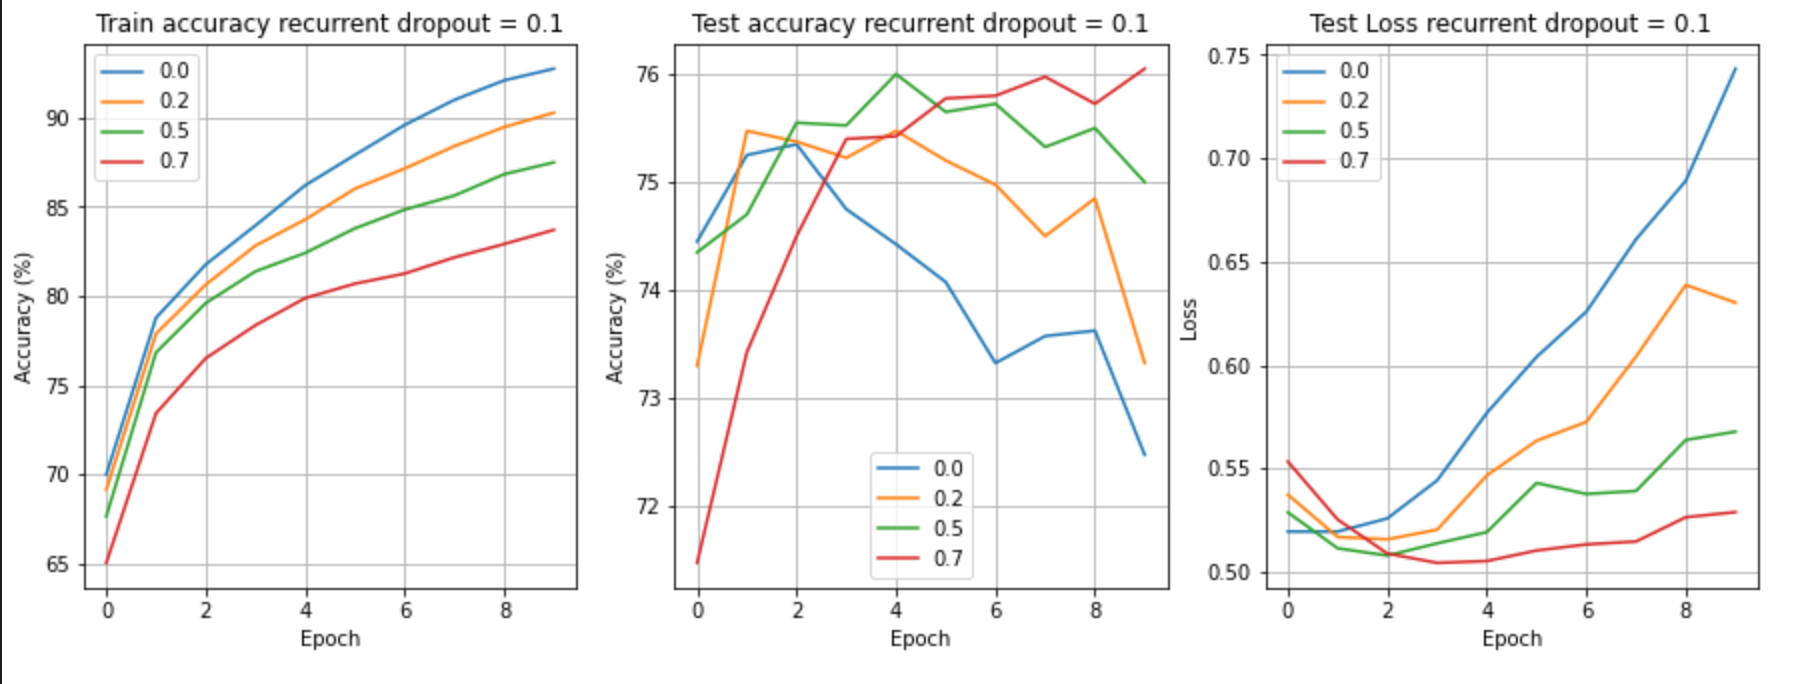 Train accuracy recurrent dropout = 0.1
0.0
0.2
0.5
0.7
90
85
80
75
70
65
Accuracy (%)
0 2 4 6 8
Epoch
Test accuracy recurrent dropout = 0.1
76
75
74
73
72
Accuracy (%)
0.0
0.2
0.5
0.7
0 2 4 6 8
Epoch
Test Loss recurrent dropout = 0.1
0.0
0.2
0.5
0.7
0.75
0.70
0.65
0.60
0.55
0.50
Loss
0 2 4 6 8
Epoch